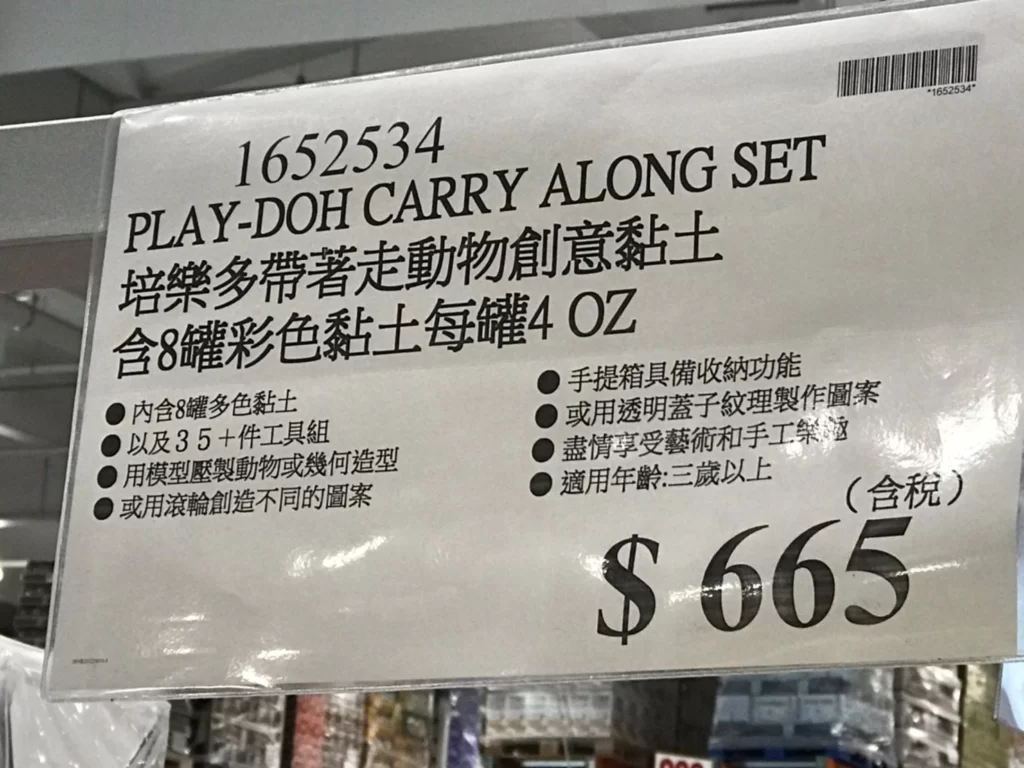 *1652534*
1652534
PLAY-DOH CARRY ALONG SET
培樂多帶著走動物創意黏土
含8罐彩色黏土每罐4 OZ
● 內含8罐多色黏土
● 以及３５＋件工具組
● 用模型壓製動物或幾何造型
● 或用滾輪創造不同的圖案
● 手提箱具備收納功能
● 或用透明蓋子紋理製作圖案
● 盡情享受藝術和手工樂趣
● 適用年齡:三歲以上
（含稅）
$ 665